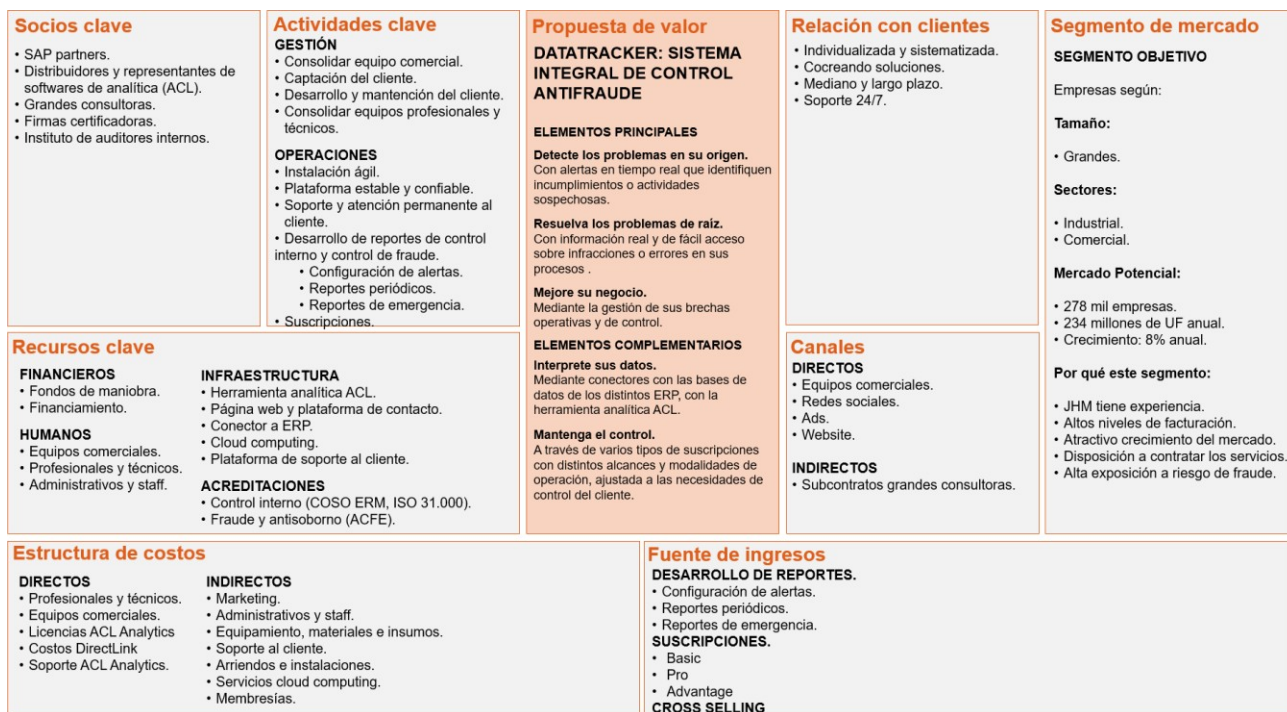 Socios clave
• SAP partners.
• Distribuidores y representantes de
softwares de analítica (ACL).
• Grandes consultoras.
• Firmas certificadoras.
• Instituto de auditores internos.
Actividades clave
GESTIÓN
• Consolidar equipo comercial.
• Captación del cliente.
• Desarrollo y mantención del cliente.
• Consolidar equipos profesionales y
técnicos.
OPERACIONES
• Instalación ágil.
• Plataforma estable y confiable.
• Soporte y atención permanente al
cliente.
• Desarrollo de reportes de control
interno y control de fraude.
• Configuración de alertas.
• Reportes periódicos.
• Reportes de emergencia.
• Suscripciones.
Propuesta de valor
DATATRACKER: SISTEMA
INTEGRAL DE CONTROL
ANTIFRAUDE
ELEMENTOS PRINCIPALES
Detecte los problemas en su origen.
Con alertas en tiempo real que identifiquen
incumplimientos o actividades
sospechosas.
Resuelva los problemas de raíz.
Con información real y de fácil acceso
sobre infracciones o errores en sus
procesos .
Mejore su negocio.
Mediante la gestión de sus brechas
operativas y de control.
ELEMENTOS COMPLEMENTARIOS
Interprete sus datos.
Mediante conectores con las bases de
datos de los distintos ERP, con la
herramienta analítica ACL.
Mantenga el control.
A través de varios tipos de suscripciones
con distintos alcances y modalidades de
operación, ajustada a las necesidades de
control del cliente.
Relación con clientes
• Individualizada y sistematizada.
• Cocreando soluciones.
• Mediano y largo plazo.
• Soporte 24/7.
Segmento de mercado
SEGMENTO OBJETIVO
Empresas según:
Tamaño:
• Grandes.
Sectores:
• Industrial.
• Comercial.
Mercado Potencial:
• 278 mil empresas.
• 234 millones de UF anual.
• Crecimiento: 8% anual.
Por qué este segmento:
• JHM tiene experiencia.
• Altos niveles de facturación.
• Atractivo crecimiento del mercado.
• Disposición a contratar los servicios.
• Alta exposición a riesgo de fraude.
Recursos clave
FINANCIEROS
• Fondos de maniobra.
• Financiamiento.
HUMANOS
• Equipos comerciales.
• Profesionales y técnicos.
• Administrativos y staff.
INFRAESTRUCTURA
• Herramienta analítica ACL.
• Página web y plataforma de contacto.
• Conector a ERP.
• Cloud computing.
• Plataforma de soporte al cliente.
ACREDITACIONES
• Control interno (COSO ERM, ISO 31.000).
• Fraude y antisoborno (ACFE).
Canales
DIRECTOS
• Equipos comerciales.
• Redes sociales.
• Ads.
• Website.
INDIRECTOS
• Subcontratos grandes consultoras.
Estructura de costos
DIRECTOS
• Profesionales y técnicos.
• Equipos comerciales.
• Licencias ACL Analytics
• Costos DirectLink
• Soporte ACL Analytics.
INDIRECTOS
• Marketing.
• Administrativos y staff.
• Equipamiento, materiales e insumos.
• Soporte al cliente.
• Arriendos e instalaciones.
• Servicios cloud computing.
• Membresías.
Fuente de ingresos
DESARROLLO DE REPORTES.
• Configuración de alertas.
• Reportes periódicos.
• Reportes de emergencia.
SUSCRIPCIONES.
• Basic
• Pro
• Advantage
CROSS SELLING